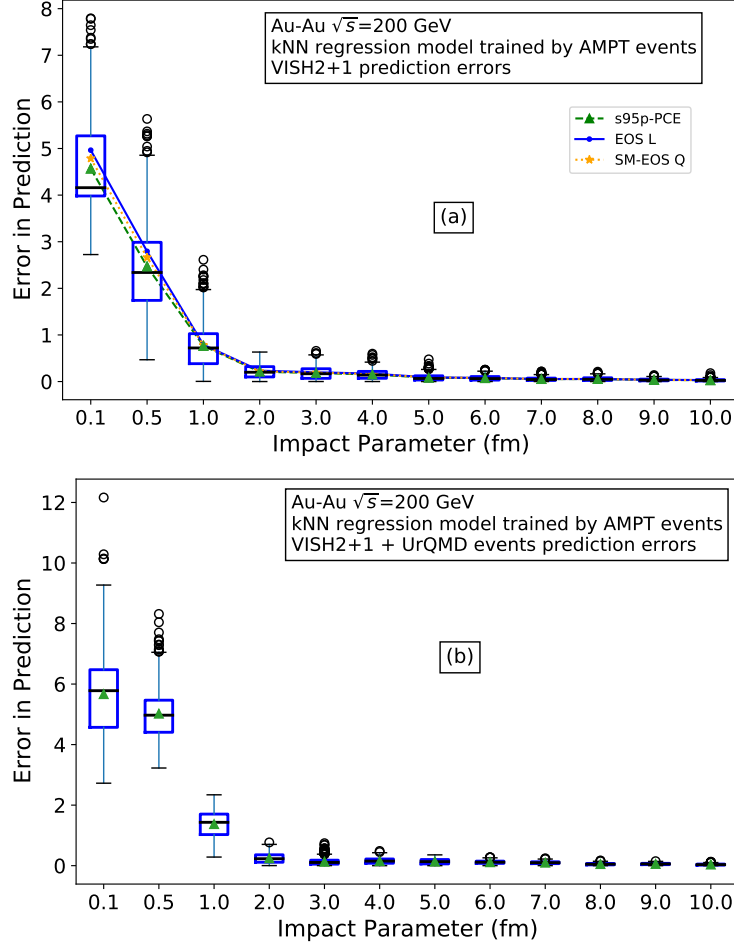 Au-Au √s=200 GeV
kNN regression model trained by AMPT events
VISH2+1 prediction errors
s95p-PCE
EOS L
SM-EOS Q
(a)
Error in Prediction
8
7
6
5
4
3
2
1
0
0.1 0.5 1.0 2.0 3.0 4.0 5.0 6.0 7.0 8.0 9.0 10.0
Impact Parameter (fm)
Au-Au √s=200 GeV
kNN regression model trained by AMPT events
VISH2+1 + UrQMD events prediction errors
(b)
Error in Prediction
12
10
8
6
4
2
0
0.1 0.5 1.0 2.0 3.0 4.0 5.0 6.0 7.0 8.0 9.0 10.0
Impact Parameter (fm)